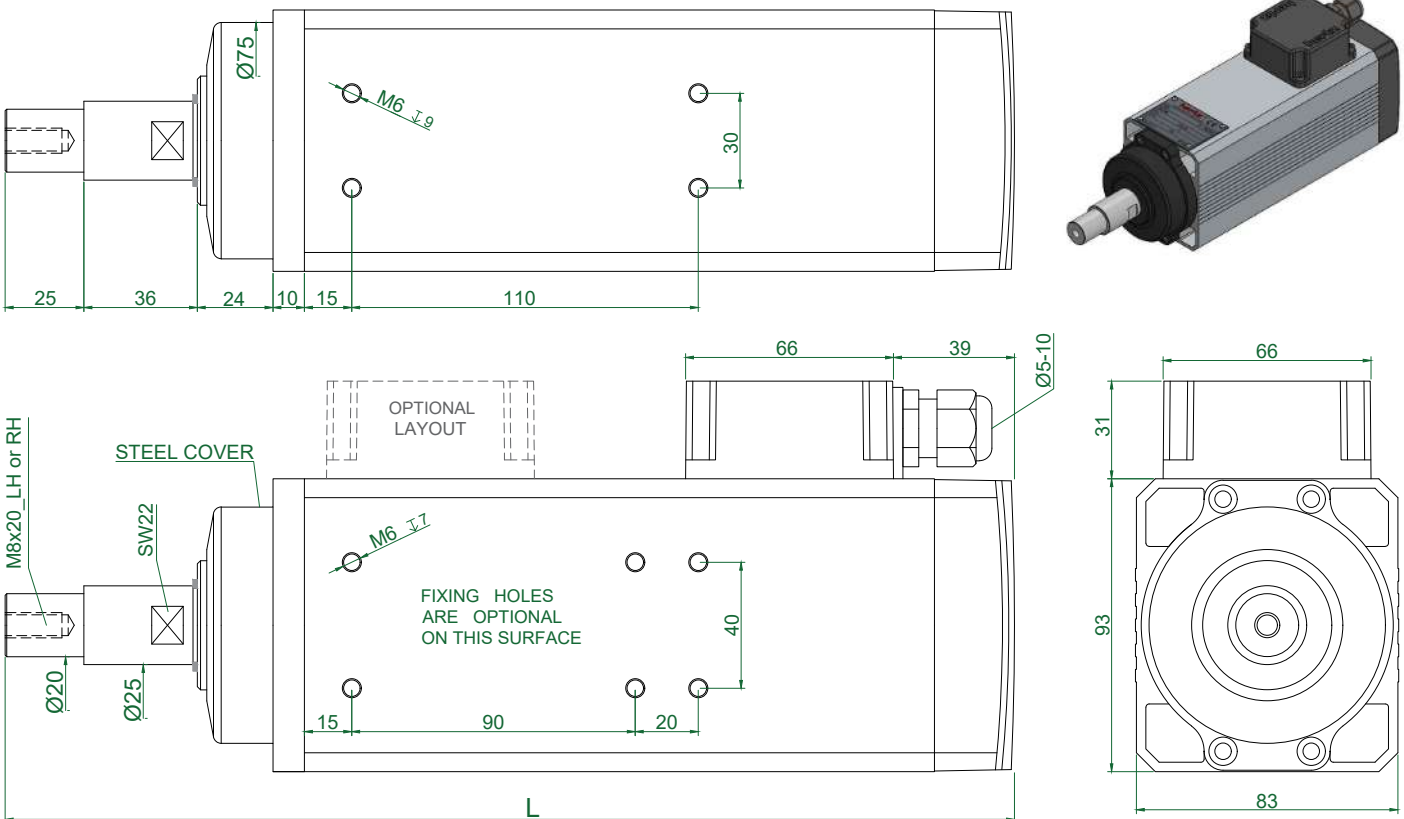 Ø75
M6 ↧9
30
25
36
24
10
15
110
66
39
Ø5-10
66
OPTIONAL
LAYOUT
31
M8x20_LH or RH
STEEL COVER
SW22
M6 ↧7
FIXING HOLES
ARE OPTIONAL
ON THIS SURFACE
40
93
Ø20
Ø25
15
90
20
L
83